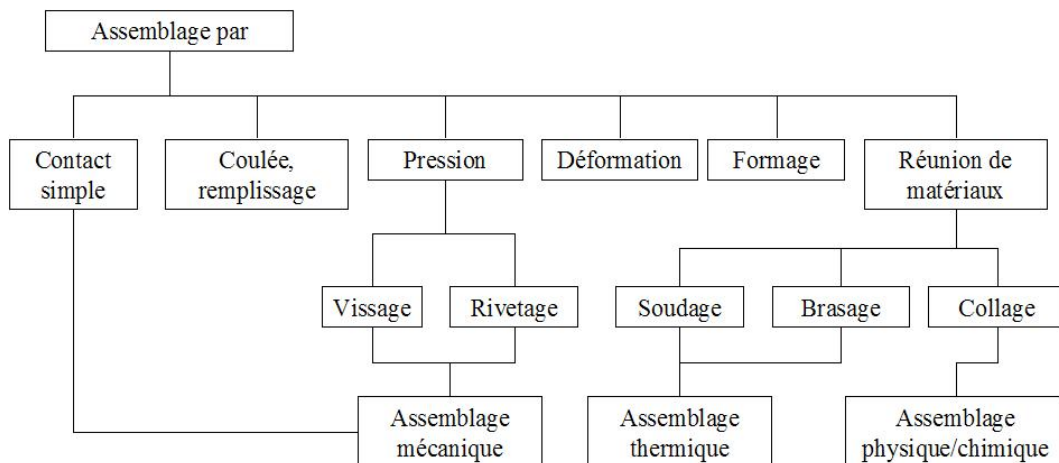 Assemblage par
Contact
simple
Coulée,
remplissage
Pression
Déformation
Formage
Réunion de
matériaux
Vissage
Rivetage
Soudage
Brasage
Collage
Assemblage
mécanique
Assemblage
thermique
Assemblage
physique/chimique